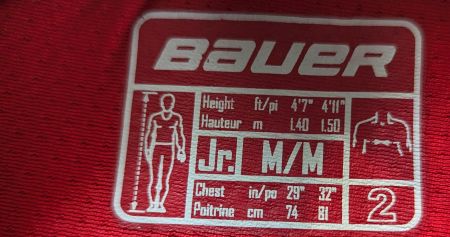 BAUER
Height ft/pi 4'7" 4'11"
Hauteur m 1.40 1.50
Jr. M/M
Chest in/po 29" 32"
Poitrine cm 74 81
2